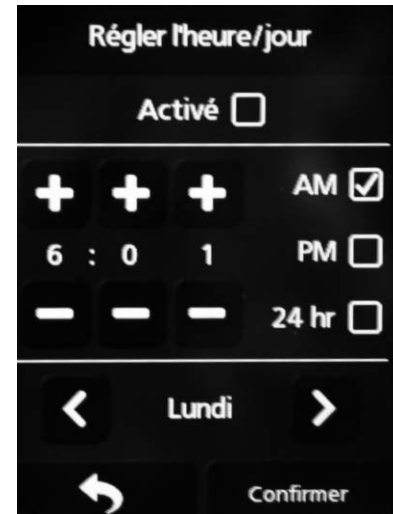 Régler l'heure/jour
Activé
AM
6 : 0 1
PM
24 hr
Lundi
Confirmer